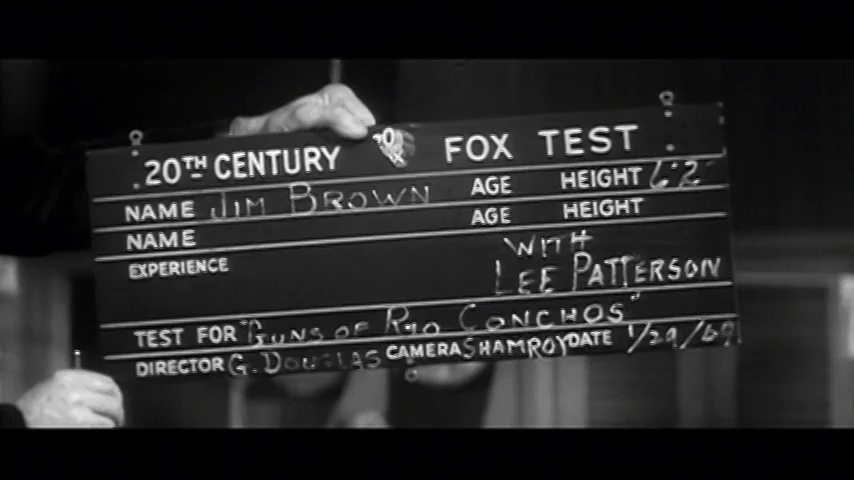 20TH CENTURY FOX TEST
NAME JIM BROWN AGE HEIGHT 6'2"
NAME AGE HEIGHT
EXPERIENCE WITH
LEE PATTERSON
TEST FOR "GUNS OF RIO CONCHOS"
DIRECTOR G. DOUGLAS CAMERA SHAMROY DATE 1/29/69